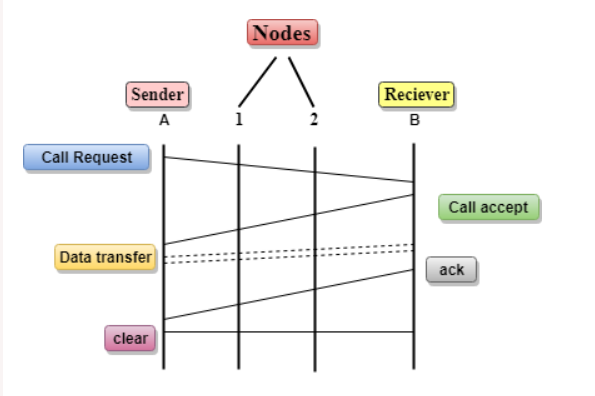 Nodes
Sender
Reciever
A
1
2
B
Call Request
Call accept
Data transfer
ack
clear